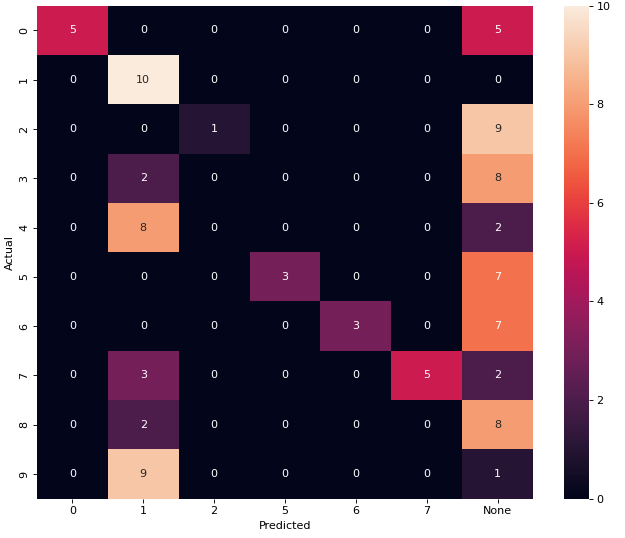 0 5 0 0 0 0 0 5
1 0 10 0 0 0 0 0
2 0 0 1 0 0 0 9
3 0 2 0 0 0 0 8
4 0 8 0 0 0 0 2
5 0 0 0 3 0 0 7
6 0 0 0 0 3 0 7
7 0 3 0 0 0 5 2
8 0 2 0 0 0 0 8
9 0 9 0 0 0 0 1
0 1 2 5 6 7 None
Predicted
Actual
10
8
6
4
2
0